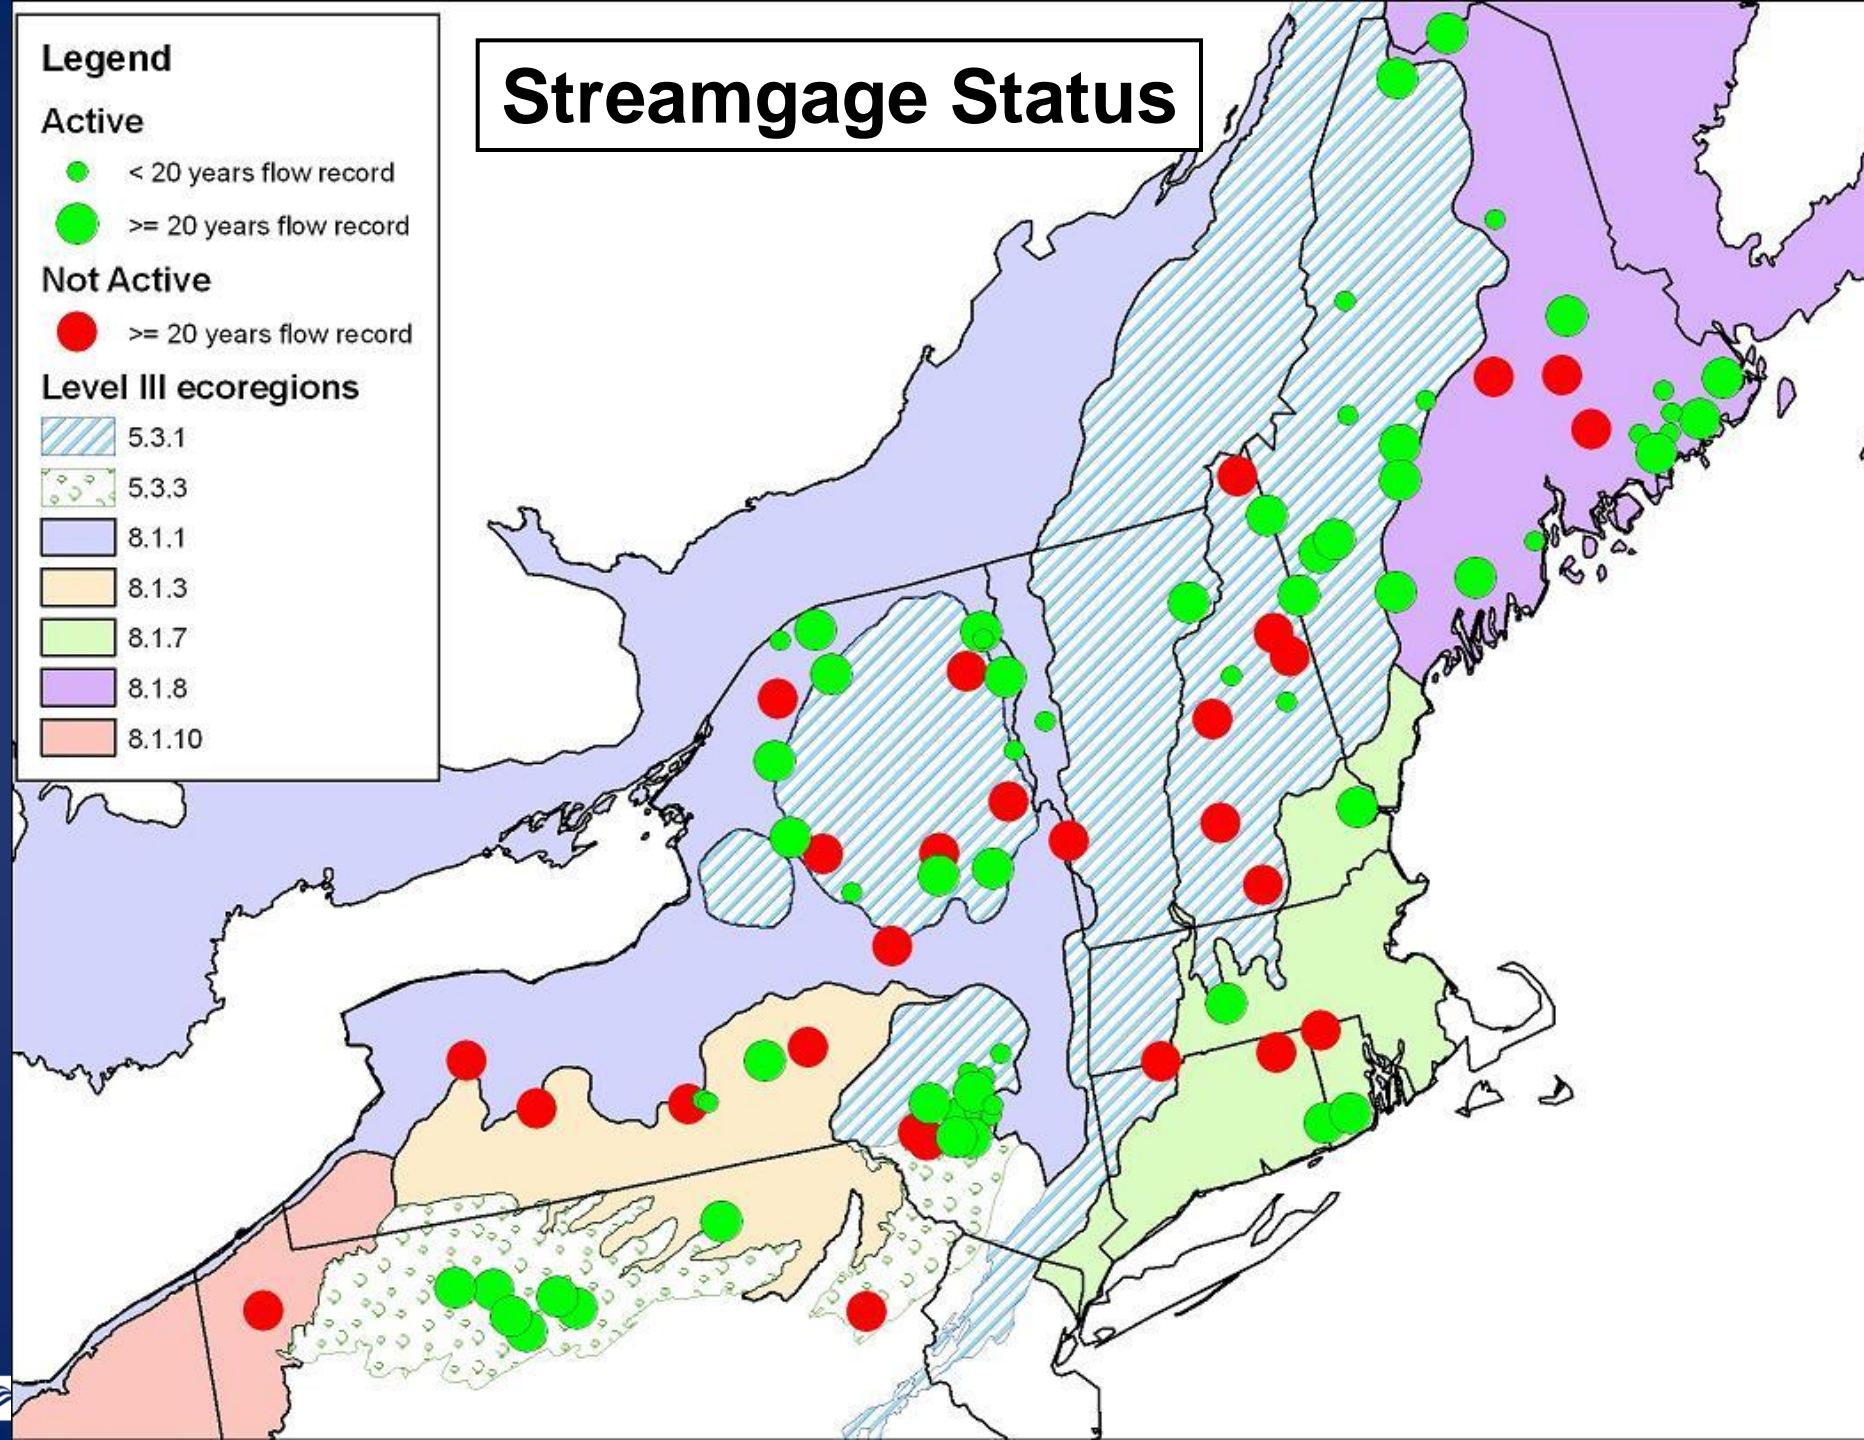 Streamgage Status
Legend
Active
< 20 years flow record
>= 20 years flow record
Not Active
>= 20 years flow record
Level III ecoregions
5.3.1
5.3.3
8.1.1
8.1.3
8.1.7
8.1.8
8.1.10